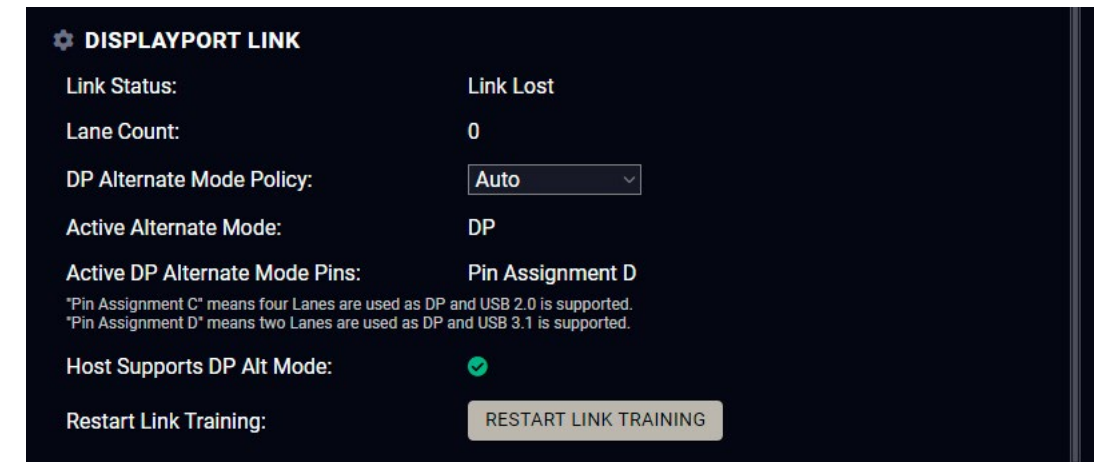 DISPLAYPORT LINK
Link Status: Link Lost
Lane Count: 0
DP Alternate Mode Policy: Auto
Active Alternate Mode: DP
Active DP Alternate Mode Pins: Pin Assignment D
"Pin Assignment C" means four Lanes are used as DP and USB 2.0 is supported.
"Pin Assignment D" means two Lanes are used as DP and USB 3.1 is supported.
Host Supports DP Alt Mode:
Restart Link Training: RESTART LINK TRAINING